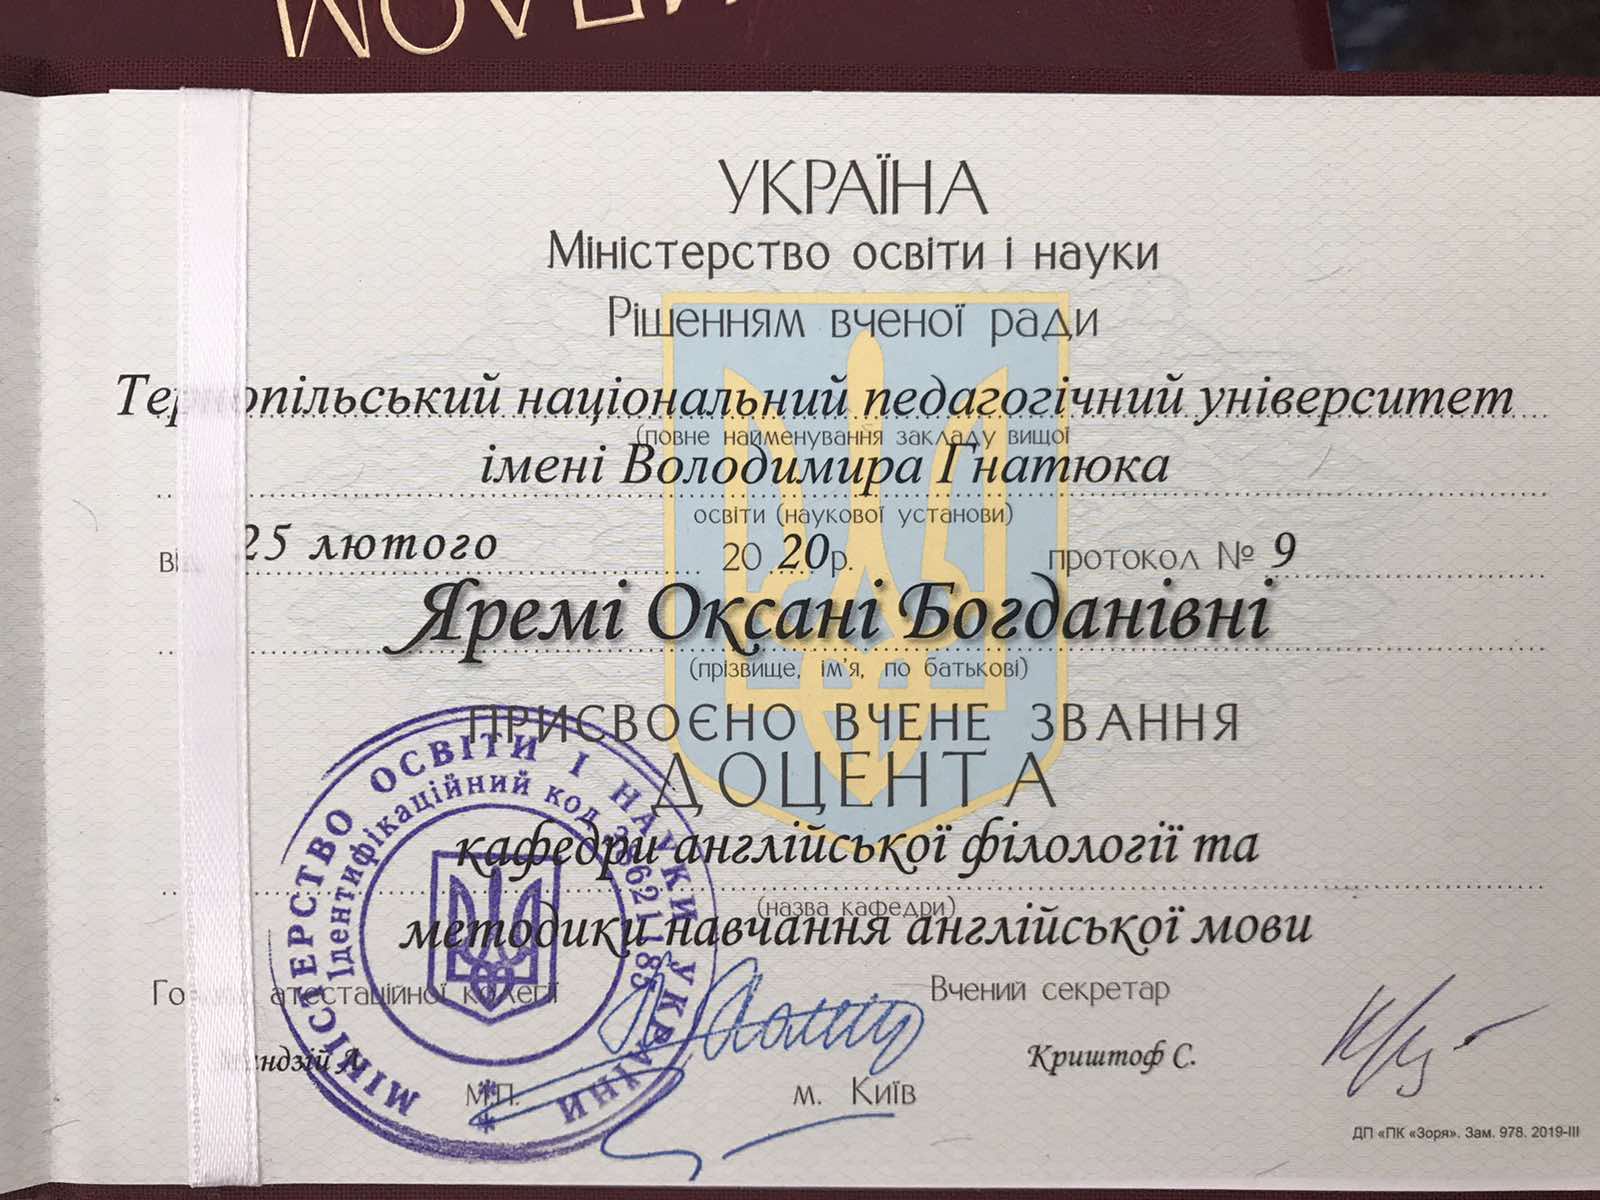 УКРАЇНА
Міністерство освіти і науки
Рішенням вченої ради
національний педагогічний університет
(повне найменування закладу вищої
імені Володимира Гнатюка
освіти (наукової установи)
25 лютого 20 20р. протокол № 9
Яремі Оксані Богданівні
(прізвище, ім'я, по батькові)
ПРИСВОЄНО ВЧЕНЕ ЗВАННЯ
ДОЦЕНТА
кафедри англійської філології та
(назва кафедри)
методики навчання англійської мови
атестаційної колегії Вчений секретар
А. Криштоф С.
М.П. м. Київ
ДП «ПК «Зоря». Зам. 978. 2019-III
МІНІСТЕРСТВО ОСВІТИ І НАУКИ УКРАЇНИ
Ідентифікаційний код